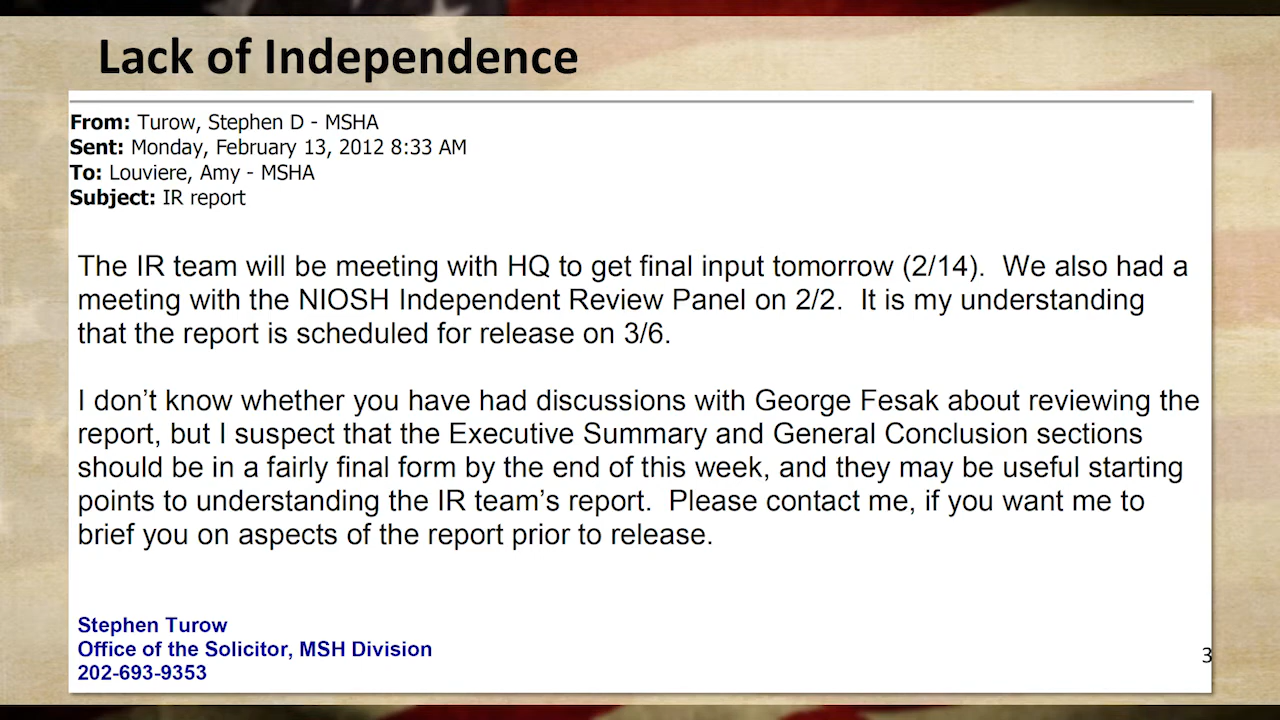 Lack of Independence
From: Turow, Stephen D - MSHA
Sent: Monday, February 13, 2012 8:33 AM
To: Louviere, Amy - MSHA
Subject: IR report
The IR team will be meeting with HQ to get final input tomorrow (2/14).  We also had a
meeting with the NIOSH Independent Review Panel on 2/2.  It is my understanding
that the report is scheduled for release on 3/6.
I don’t know whether you have had discussions with George Fesak about reviewing the
report, but I suspect that the Executive Summary and General Conclusion sections
should be in a fairly final form by the end of this week, and they may be useful starting
points to understanding the IR team’s report.  Please contact me, if you want me to
brief you on aspects of the report prior to release.
Stephen Turow
Office of the Solicitor, MSH Division
202-693-9353
3